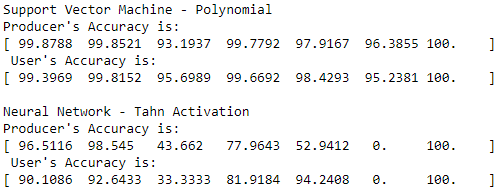 Support Vector Machine - Polynomial
Producer's Accuracy is:
[ 99.8788 99.8521 93.1937 99.7792 97.9167 96.3855 100. ]
User's Accuracy is:
[ 99.3969 99.8152 95.6989 99.6692 98.4293 95.2381 100. ]
Neural Network - Tahn Activation
Producer's Accuracy is:
[ 96.5116 98.545 43.662 77.9643 52.9412 0. 100. ]
User's Accuracy is:
[ 90.1086 92.6433 33.3333 81.9184 94.2408 0. 100. ]